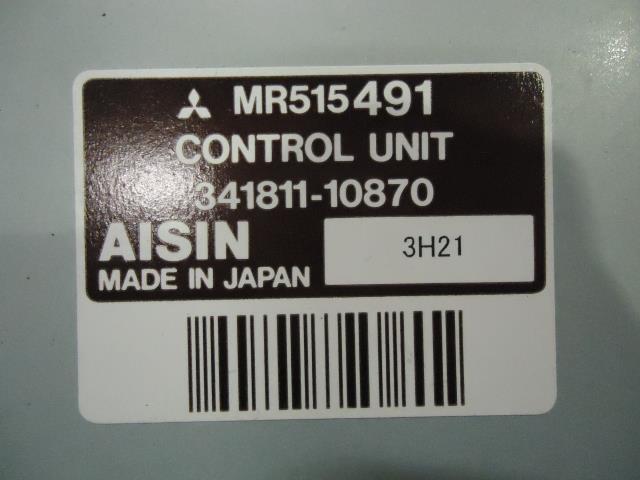 MR515491
CONTROL UNIT
341811-10870
AISIN
3H21
MADE IN JAPAN